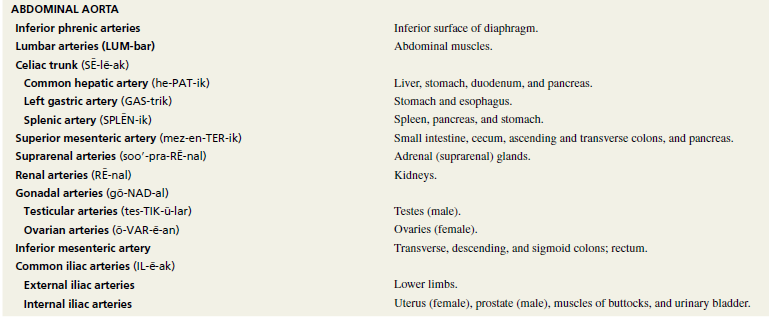 ABDOMINAL AORTA
Inferior phrenic arteries Inferior surface of diaphragm.
Lumbar arteries (LUM-bar) Abdominal muscles.
Celiac trunk (SĒ-lē-ak)
Common hepatic artery (he-PAT-ik) Liver, stomach, duodenum, and pancreas.
Left gastric artery (GAS-trik) Stomach and esophagus.
Splenic artery (SPLĒN-ik) Spleen, pancreas, and stomach.
Superior mesenteric artery (mez-en-TER-ik) Small intestine, cecum, ascending and transverse colons, and pancreas.
Suprarenal arteries (soo′-pra-RĒ-nal) Adrenal (suprarenal) glands.
Renal arteries (RĒ-nal) Kidneys.
Gonadal arteries (gō-NAD-al)
Testicular arteries (tes-TIK-ū-lar) Testes (male).
Ovarian arteries (ō-VAR-ē-an) Ovaries (female).
Inferior mesenteric artery Transverse, descending, and sigmoid colons; rectum.
Common iliac arteries (IL-ē-ak)
External iliac arteries Lower limbs.
Internal iliac arteries Uterus (female), prostate (male), muscles of buttocks, and urinary bladder.